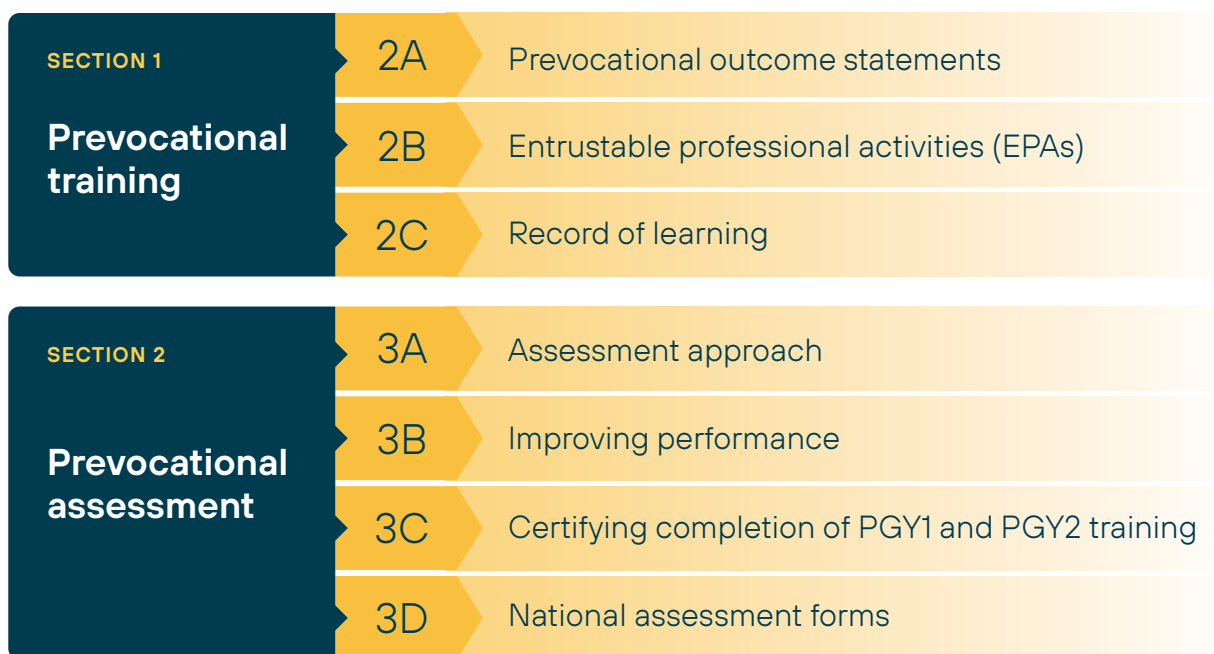 SECTION 1
Prevocational
training
2A
Prevocational outcome statements
2B
Entrustable professional activities (EPAs)
2C
Record of learning
SECTION 2
Prevocational
assessment
3A
Assessment approach
3B
Improving performance
3C
Certifying completion of PGY1 and PGY2 training
3D
National assessment forms